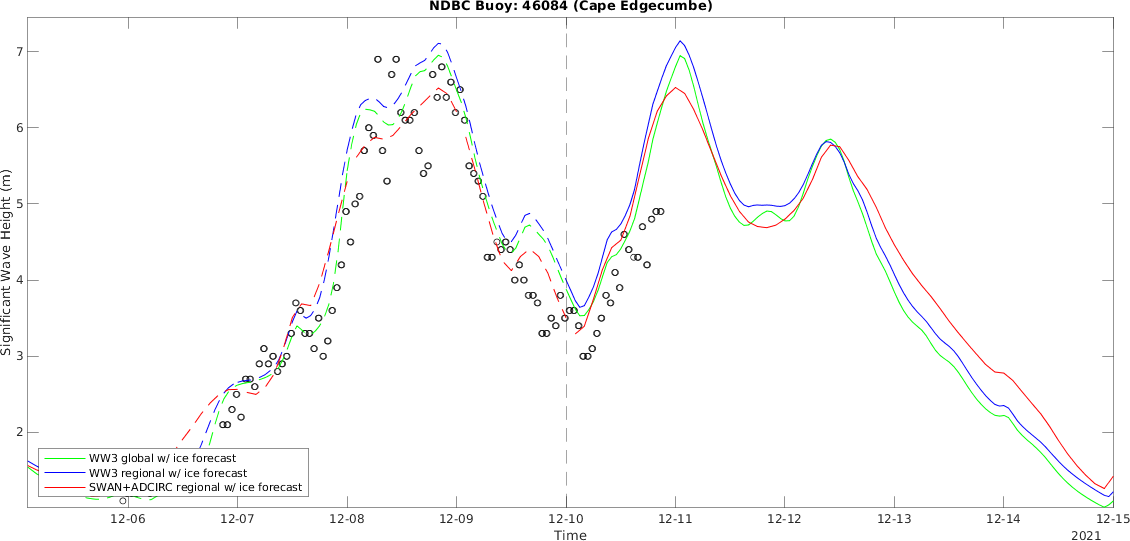 NDBC Buoy: 46084 (Cape Edgecumbe)
7
6
5
4
3
2
Significant Wave Height (m)
WW3 global w/ ice forecast
WW3 regional w/ ice forecast
SWAN+ADCIRC regional w/ ice forecast
12-06 12-07 12-08 12-09 12-10 12-11 12-12 12-13 12-14 12-15
Time
2021